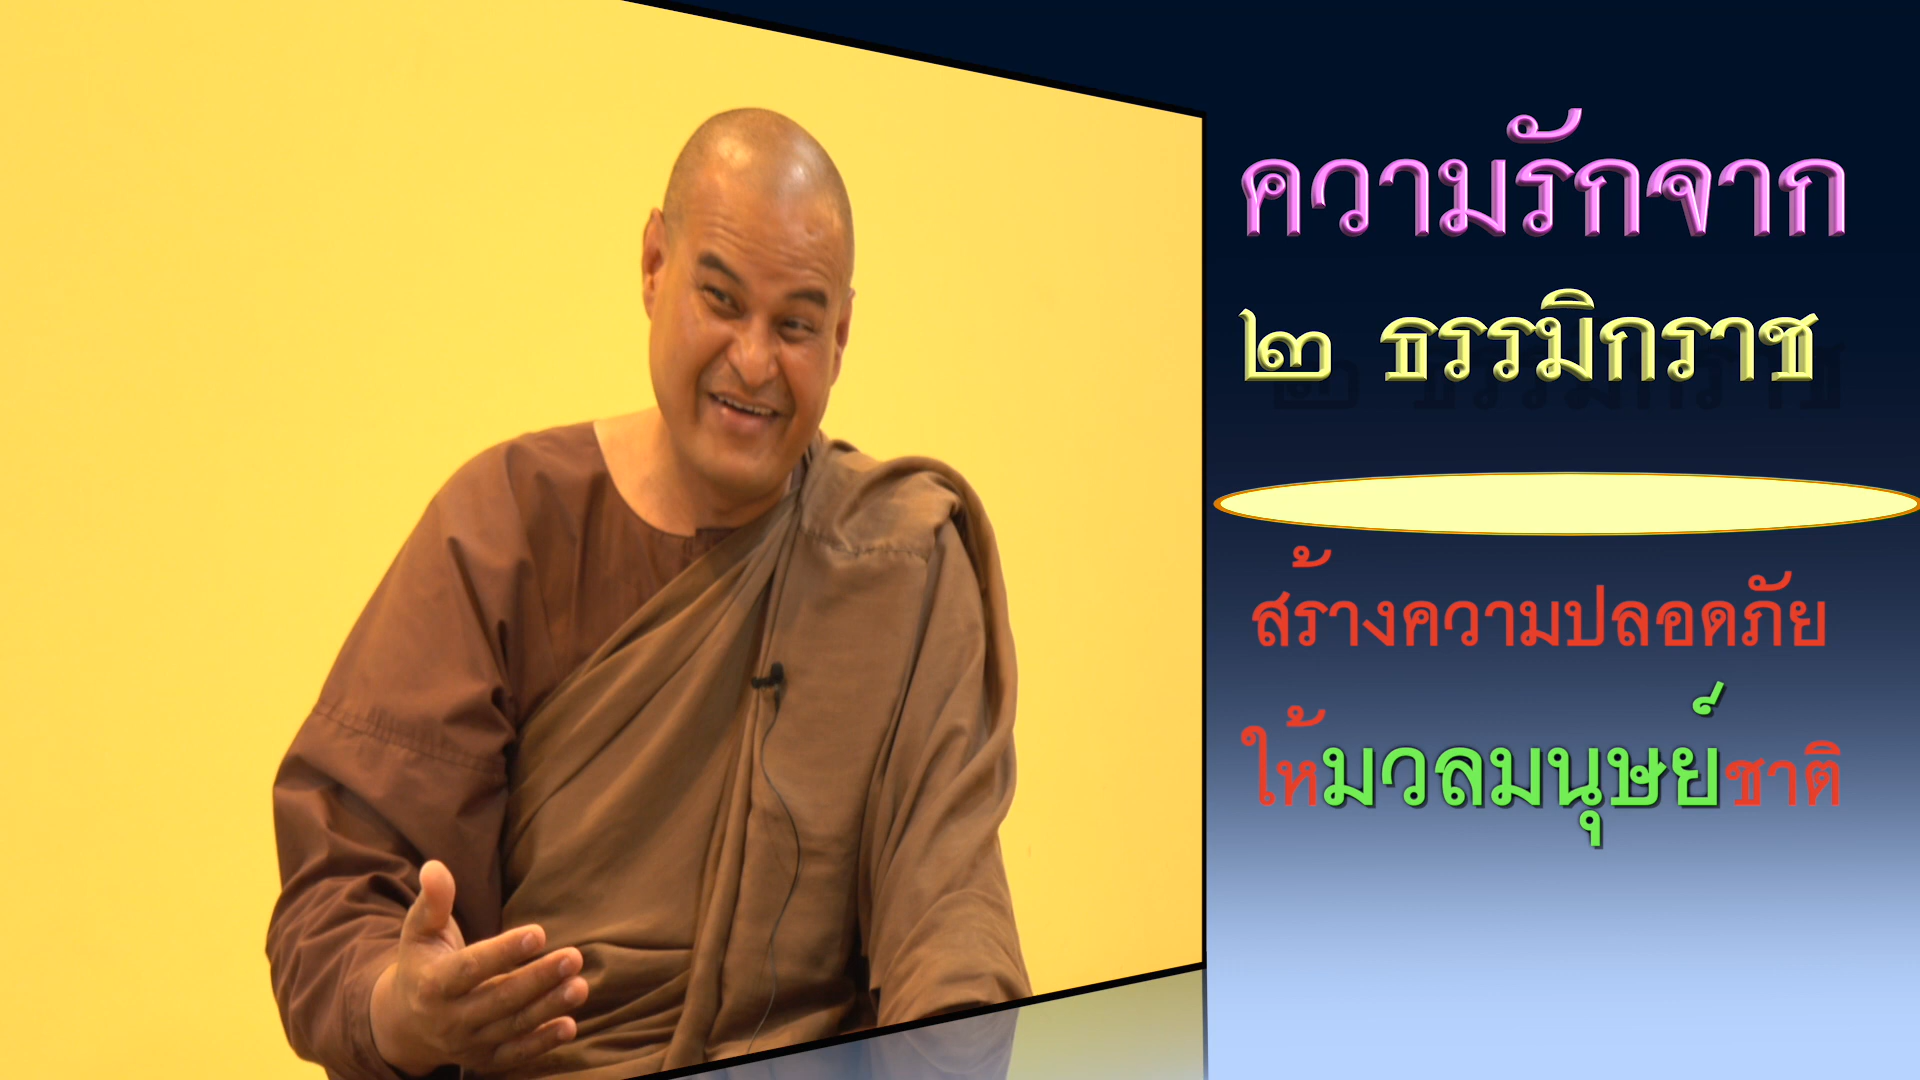 ความรักจาก
๒ ธรรมิกราช
สร้างความปลอดภัย
ให้มวลมนุษย์ชาติ